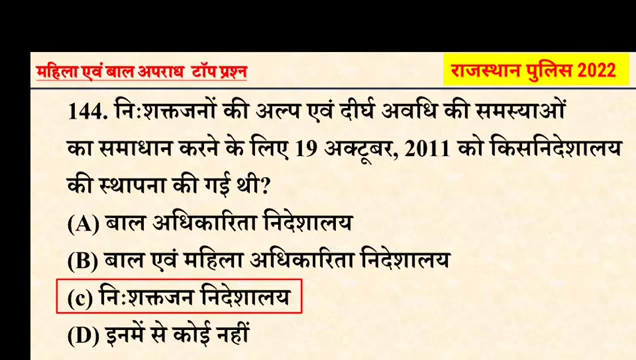 महिला एवं बाल अपराध टॉप प्रश्न
राजस्थान पुलिस 2022
144. निःशक्तजनों की अल्प एवं दीर्घ अवधि की समस्याओं
का समाधान करने के लिए 19 अक्टूबर, 2011 को किसनिदेशालय
की स्थापना की गई थी?
(A) बाल अधिकारिता निदेशालय
(B) बाल एवं महिला अधिकारिता निदेशालय
(c) निःशक्तजन निदेशालय
(D) इनमें से कोई नहीं